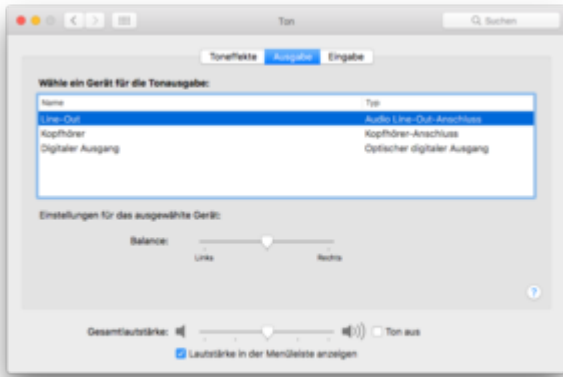 Ton
Suchen
Toneffekte Ausgabe Eingabe
Wähle ein Gerät für die Tonausgabe:
Name Typ
Line-Out Audio Line-Out-Anschluss
Kopfhörer Kopfhörer-Anschluss
Digitaler Ausgang Optischer digitaler Ausgang
Einstellungen für das ausgewählte Gerät:
Balance:
Links Rechts
?
Gesamtlautstärke: Ton aus
Lautstärke in der Menüleiste anzeigen